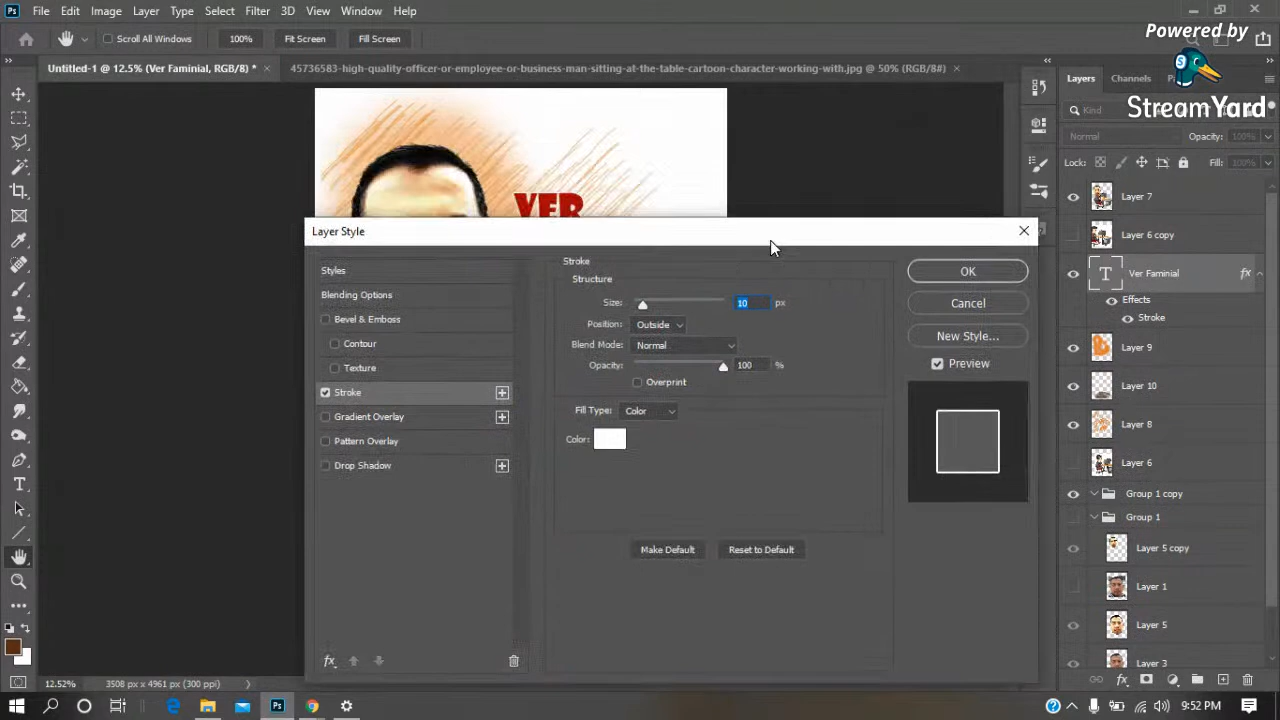 Ps File Edit Image Layer Type Select Filter 3D View Window Help
Powered by
StreamYard
Scroll All Windows 100% Fit Screen Fill Screen
Untitled-1 @ 12.5% (Ver Faminial, RGB/8) * × 45736583-high-quality-officer-or-employee-or-business-man-sitting-at-the-table-cartoon-character-working-with.jpg @ 50% (RGB/8#) ×
Layers Channels
Kind
Normal Opacity: 100%
Lock: Fill: 100%
Layer 7
Layer 6 copy
T Ver Faminial fx
Effects
Stroke
Layer 9
Layer 10
Layer 8
Layer 6
Group 1 copy
Group 1
Layer 5 copy
Layer 1
Layer 5
Layer 3
VER
Layer Style
Styles
Blending Options
Bevel & Emboss
Contour
Texture
Stroke
Gradient Overlay
Pattern Overlay
Drop Shadow
fx
Stroke
Structure
Size: 10 px
Position: Outside
Blend Mode: Normal
Opacity: 100 %
Overprint
Fill Type: Color
Color:
Make Default Reset to Default
OK
Cancel
New Style...
Preview
12.52% 3508 px x 4961 px (300 ppi)
fx
Ps
9:52 PM